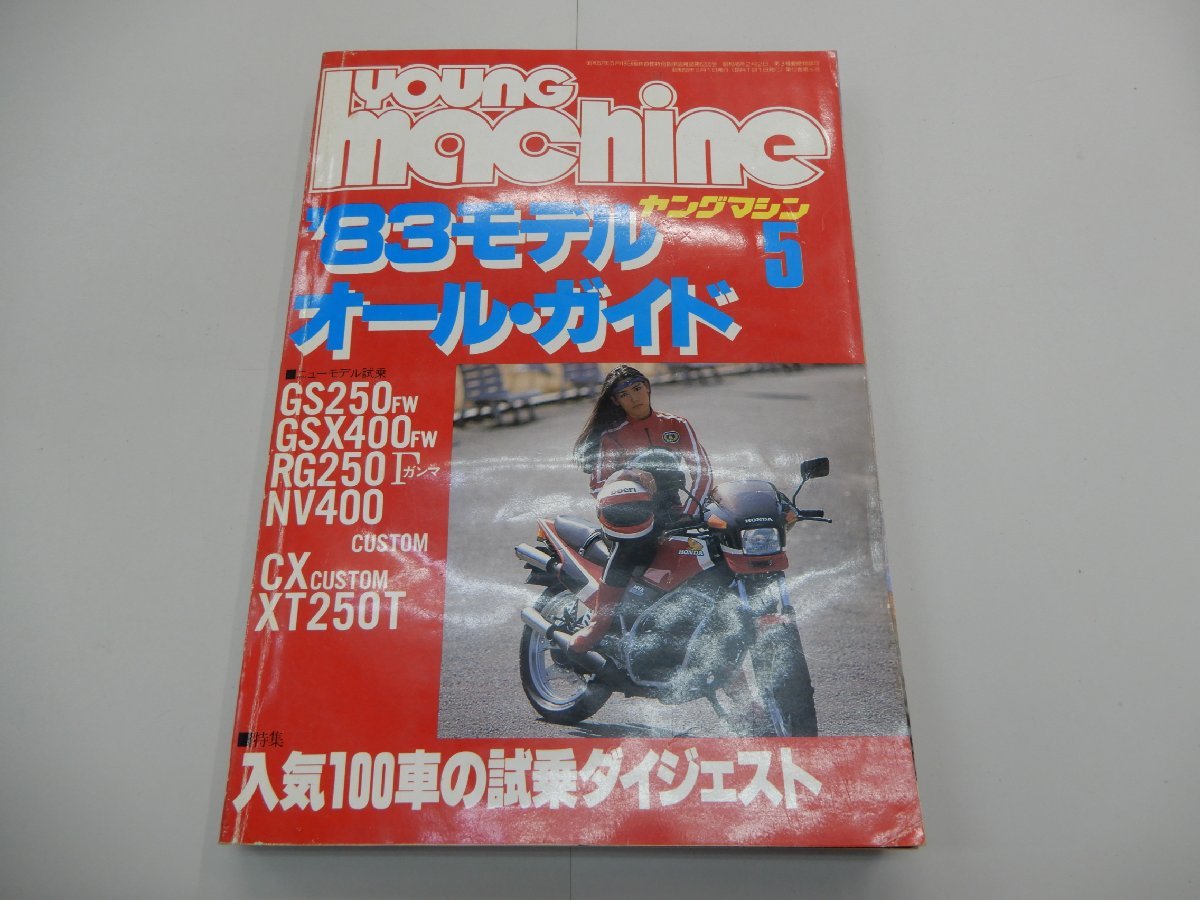 YOUNG
machine
ヤングマシン
5
'83モデル
オール・ガイド
■ニューモデル試乗
GS250FW
GSX400FW
RG250Γガンマ
NV400
CUSTOM
CX CUSTOM
XT250T
HONDA
HONDA
■特集
人気100車の試乗ダイジェスト